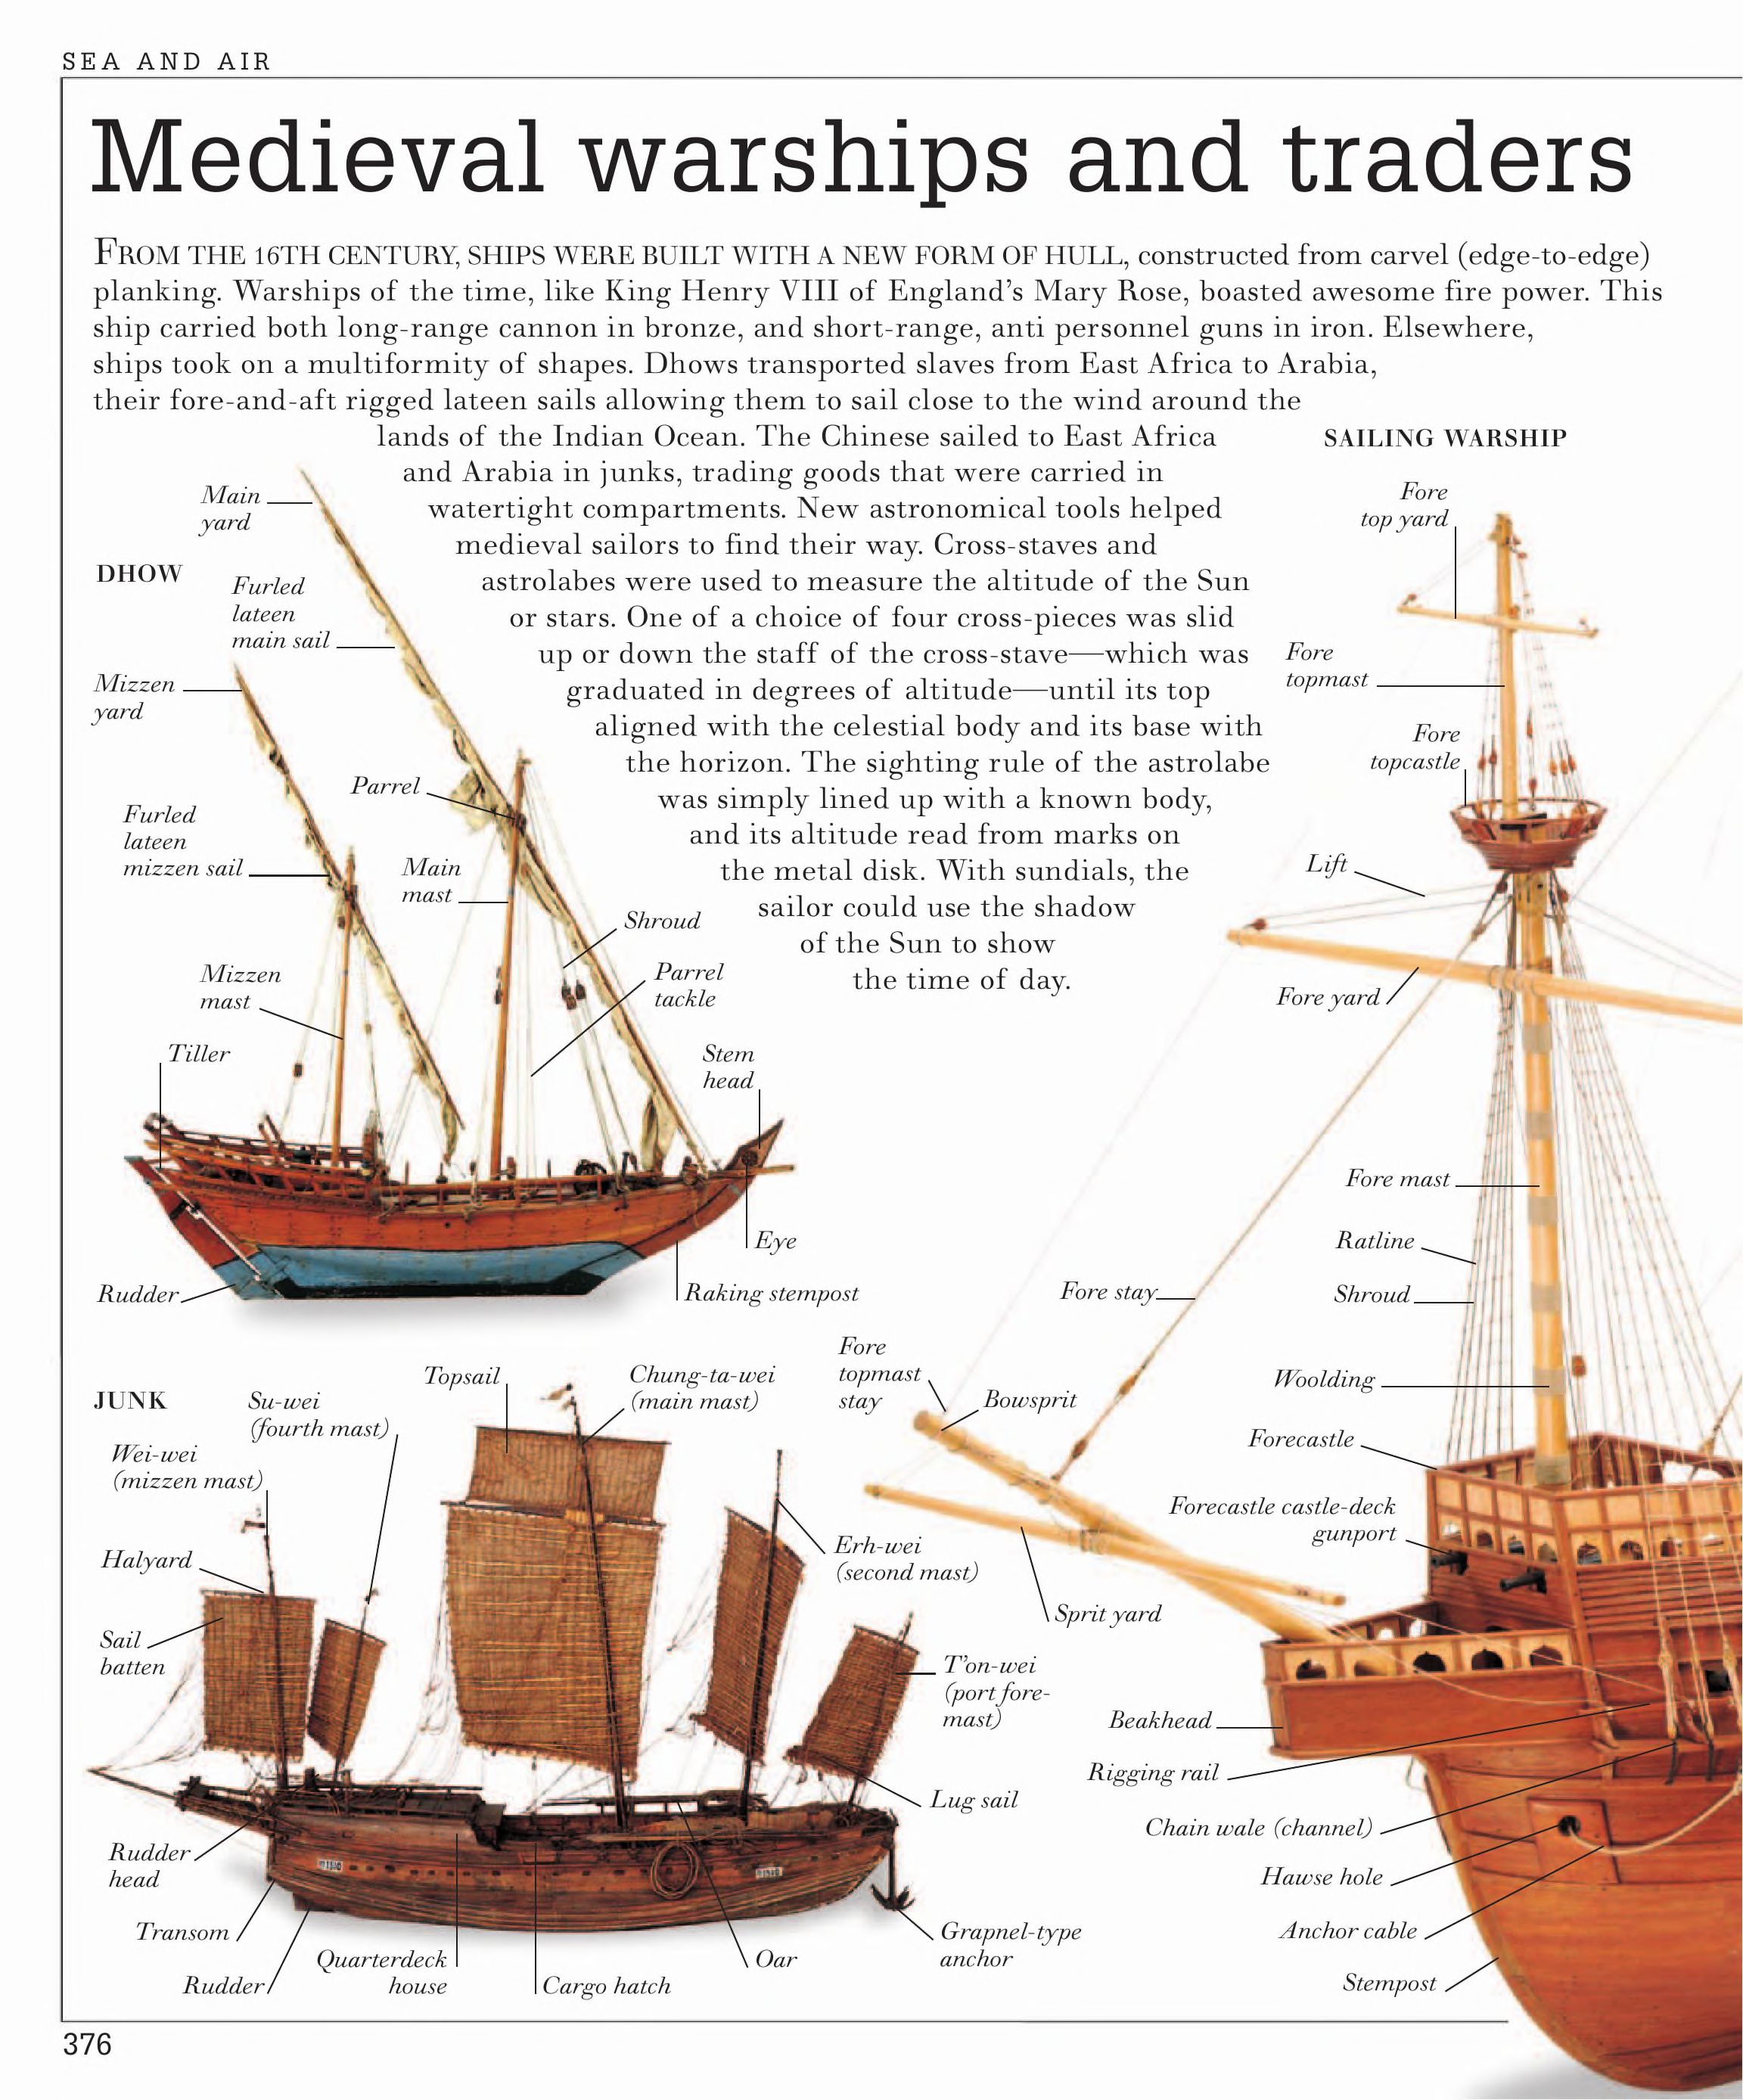 SEA AND AIR
Medieval warships and traders
FROM THE 16TH CENTURY, SHIPS WERE BUILT WITH A NEW FORM OF HULL, constructed from carvel (edge-to-edge)
planking. Warships of the time, like King Henry VIII of England’s Mary Rose, boasted awesome fire power. This
ship carried both long-range cannon in bronze, and short-range, anti personnel guns in iron. Elsewhere,
ships took on a multiformity of shapes. Dhows transported slaves from East Africa to Arabia,
their fore-and-aft rigged lateen sails allowing them to sail close to the wind around the
lands of the Indian Ocean. The Chinese sailed to East Africa
and Arabia in junks, trading goods that were carried in
watertight compartments. New astronomical tools helped
medieval sailors to find their way. Cross-staves and
astrolabes were used to measure the altitude of the Sun
or stars. One of a choice of four cross-pieces was slid
up or down the staff of the cross-stave—which was
graduated in degrees of altitude—until its top
aligned with the celestial body and its base with
the horizon. The sighting rule of the astrolabe
was simply lined up with a known body,
and its altitude read from marks on
the metal disk. With sundials, the
sailor could use the shadow
of the Sun to show
the time of day.
DHOW
Main
yard
Furled
lateen
main sail
Mizzen
yard
Parrel
Furled
lateen
mizzen sail
Main
mast
Shroud
Mizzen
mast
Parrel
tackle
Tiller
Stem
head
Eye
Rudder
Raking stempost
JUNK
Topsail
Chung-ta-wei
(main mast)
Su-wei
(fourth mast)
Wei-wei
(mizzen mast)
Halyard
Erh-wei
(second mast)
Sail
batten
T’on-wei
(port fore-
mast)
Lug sail
Rudder
head
Transom
Rudder
Quarterdeck
house
Cargo hatch
Oar
Grapnel-type
anchor
SAILING WARSHIP
Fore
top yard
Fore
topmast
Fore
topcastle
Lift
Fore yard
Fore mast
Ratline
Fore stay
Shroud
Fore
topmast
stay
Bowsprit
Woolding
Forecastle
Forecastle castle-deck
gunport
Sprit yard
Beakhead
Rigging rail
Chain wale (channel)
Hawse hole
Anchor cable
Stempost
376